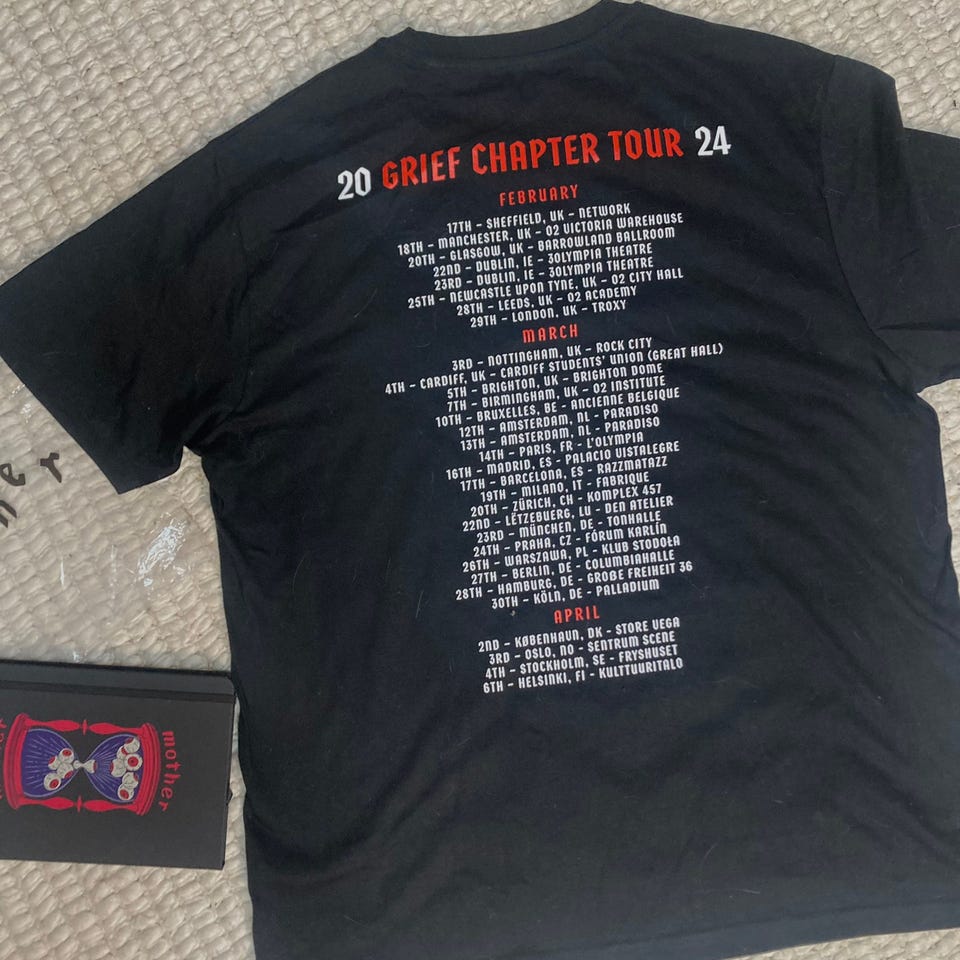 20 GRIEF CHAPTER TOUR 24
FEBRUARY
17TH - SHEFFIELD, UK - NETWORK
18TH - MANCHESTER, UK - O2 VICTORIA WAREHOUSE
20TH - GLASGOW, UK - BARROWLAND BALLROOM
22ND - DUBLIN, IE - 3OLYMPIA THEATRE
23RD - DUBLIN, IE - 3OLYMPIA THEATRE
25TH - NEWCASTLE UPON TYNE, UK - O2 CITY HALL
28TH - LEEDS, UK - O2 ACADEMY
29TH - LONDON, UK - TROXY
MARCH
3RD - NOTTINGHAM, UK - ROCK CITY
4TH - CARDIFF, UK - CARDIFF STUDENTS' UNION (GREAT HALL)
5TH - BRIGHTON, UK - BRIGHTON DOME
7TH - BIRMINGHAM, UK - O2 INSTITUTE
10TH - BRUXELLES, BE - ANCIENNE BELGIQUE
12TH - AMSTERDAM, NL - PARADISO
13TH - AMSTERDAM, NL - PARADISO
14TH - PARIS, FR - L'OLYMPIA
16TH - MADRID, ES - PALACIO VISTALEGRE
17TH - BARCELONA, ES - RAZZMATAZZ
19TH - MILANO, IT - FABRIQUE
20TH - ZÜRICH, CH - KOMPLEX 457
22ND - LËTZEBUERG, LU - DEN ATELIER
23RD - MÜNCHEN, DE - TONHALLE
24TH - PRAHA, CZ - FÓRUM KARLÍN
26TH - WARSZAWA, PL - KLUB STODOŁA
27TH - BERLIN, DE - COLUMBIAHALLE
28TH - HAMBURG, DE - GROßE FREIHEIT 36
30TH - KÖLN, DE - PALLADIUM
APRIL
2ND - KØBENHAVN, DK - STORE VEGA
3RD - OSLO, NO - SENTRUM SCENE
4TH - STOCKHOLM, SE - FRYSHUSET
6TH - HELSINKI, FI - KULTTUURITALO
mother